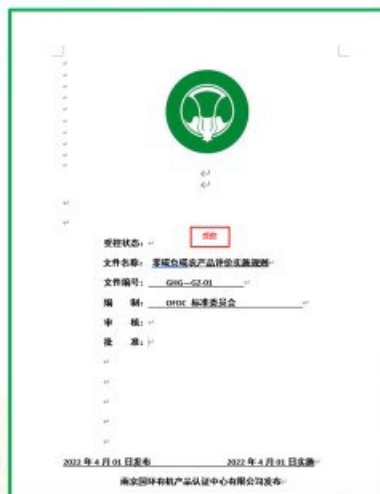 受控状态：
受控
文件名称： 零碳负碳农产品评价实施规则
文件编号： GHG—GZ-01
编 制： OFDC 标准委员会
审 核：
批 准：
2022 年 4 月 01 日发布 2022 年 4 月 01 日实施
南京国环有机产品认证中心有限公司发布